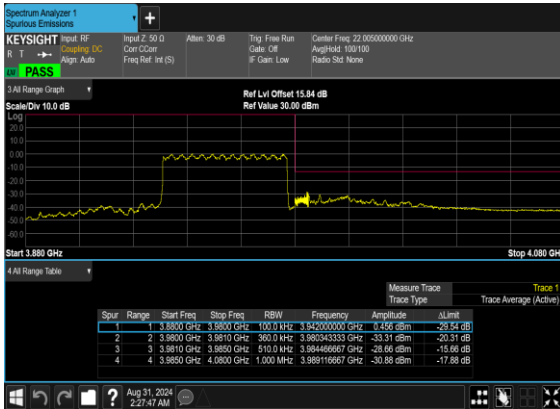 Spectrum Analyzer 1
Spurious Emissions
KEYSIGHT Input: RF Input Z: 50 Ω Atten: 30 dB Trig: Free Run Center Freq: 22.005000000 GHz
R T Coupling: DC Corr CCorr Gate: Off Avg|Hold: 100/100
Align: Auto Freq Ref: Int (S) IF Gain: Low Radio Std: None
PASS
3 All Range Graph
Ref Lvl Offset 15.84 dB
Scale/Div 10.0 dB Ref Value 30.00 dBm
Log
20.0
10.0
0.00
-10.0
-20.0
-30.0
-40.0
-50.0
-60.0
Start 3.880 GHz Stop 4.080 GH
4 All Range Table
Measure Trace Trace 1
Trace Type Trace Average (Active)
Spur Range Start Freq Stop Freq RBW Frequency Amplitude ΔLimit
1 1 3.8800 GHz 3.9800 GHz 100.0 kHz 3.942000000 GHz 0.456 dBm -29.54 dB
2 2 3.9800 GHz 3.9810 GHz 360.0 kHz 3.980343333 GHz -33.31 dBm -20.31 dB
3 3 3.9810 GHz 3.9850 GHz 510.0 kHz 3.984466667 GHz -28.66 dBm -15.66 dB
4 4 3.9850 GHz 4.0800 GHz 1.000 MHz 3.989116667 GHz -30.88 dBm -17.88 dB
Aug 31, 2024
2:27:47 AM